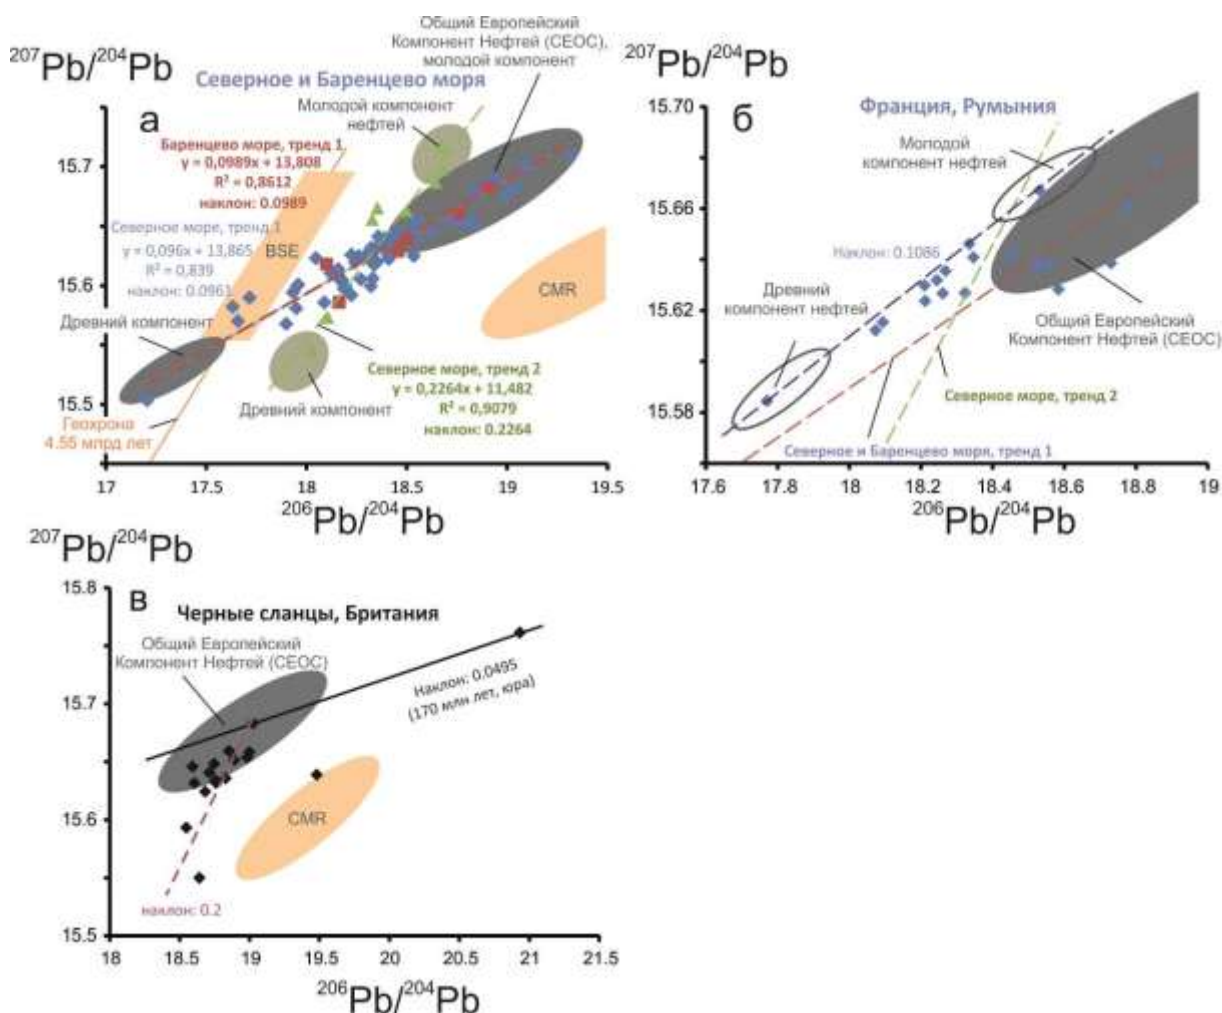 ²⁰⁷Pb/²⁰⁴Pb
Северное и Баренцево моря
а
Общий Европейский
Компонент Нефтей (CEOC),
молодой компонент
Молодой компонент
нефтей
Баренцево море, тренд 1
y = 0,0989x + 13,808
R² = 0,8612
наклон: 0.0989
Северное море, тренд 1
y = 0,096x + 13,865
R² = 0,839
наклон: 0.0961
BSE
CMR
Древний компонент
Древний компонент
Северное море, тренд 2
y = 0,2264x + 11,482
R² = 0,9079
наклон: 0.2264
Геохрона
4.55 млрд лет
15.7
15.6
15.5
17
17.5
18
18.5
19
19.5
²⁰⁶Pb/²⁰⁴Pb
²⁰⁷Pb/²⁰⁴Pb
б
Франция, Румыния
Молодой
компонент нефтей
Наклон: 0.1086
Древний
компонент нефтей
Общий Европейский
Компонент Нефтей (CEOC)
Северное море, тренд 2
Северное и Баренцево моря, тренд 1
15.70
15.66
15.62
15.58
17.6
17.8
18
18.2
18.4
18.6
18.8
19
²⁰⁶Pb/²⁰⁴Pb
²⁰⁷Pb/²⁰⁴Pb
в
Черные сланцы, Британия
Общий Европейский
Компонент Нефтей (CEOC)
Наклон: 0.0495
(170 млн лет, юра)
CMR
наклон: 0.2
15.8
15.7
15.6
15.5
18
18.5
19
19.5
20
20.5
21
21.5
²⁰⁶Pb/²⁰⁴Pb